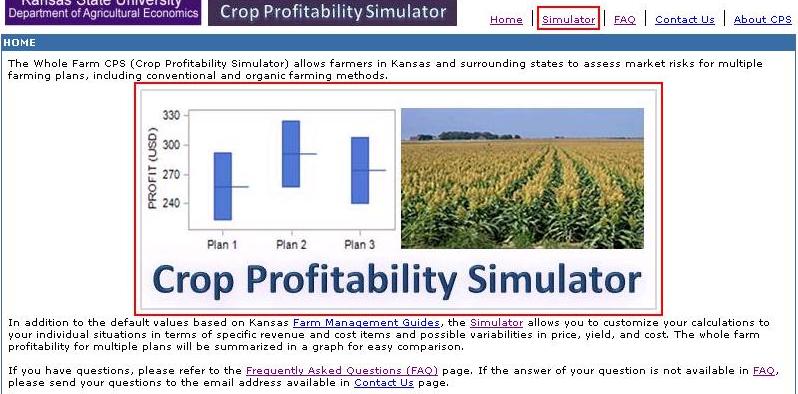 Kansas State University
Department of Agricultural Economics
Crop Profitability Simulator
Home | Simulator | FAQ | Contact Us | About CPS
HOME
The Whole Farm CPS (Crop Profitability Simulator) allows farmers in Kansas and surrounding states to assess market risks for multiple
farming plans, including conventional and organic farming methods.
PROFIT (USD)
330
300
270
240
Plan 1 Plan 2 Plan 3
Crop Profitability Simulator
In addition to the default values based on Kansas Farm Management Guides, the Simulator allows you to customize your calculations to
your individual situations in terms of specific revenue and cost items and possible variabilities in price, yield, and cost. The whole farm
profitability for multiple plans will be summarized in a graph for easy comparison.
If you have questions, please refer to the Frequently Asked Questions (FAQ) page. If the answer of your question is not available in FAQ,
please send your questions to the email address available in Contact Us page.